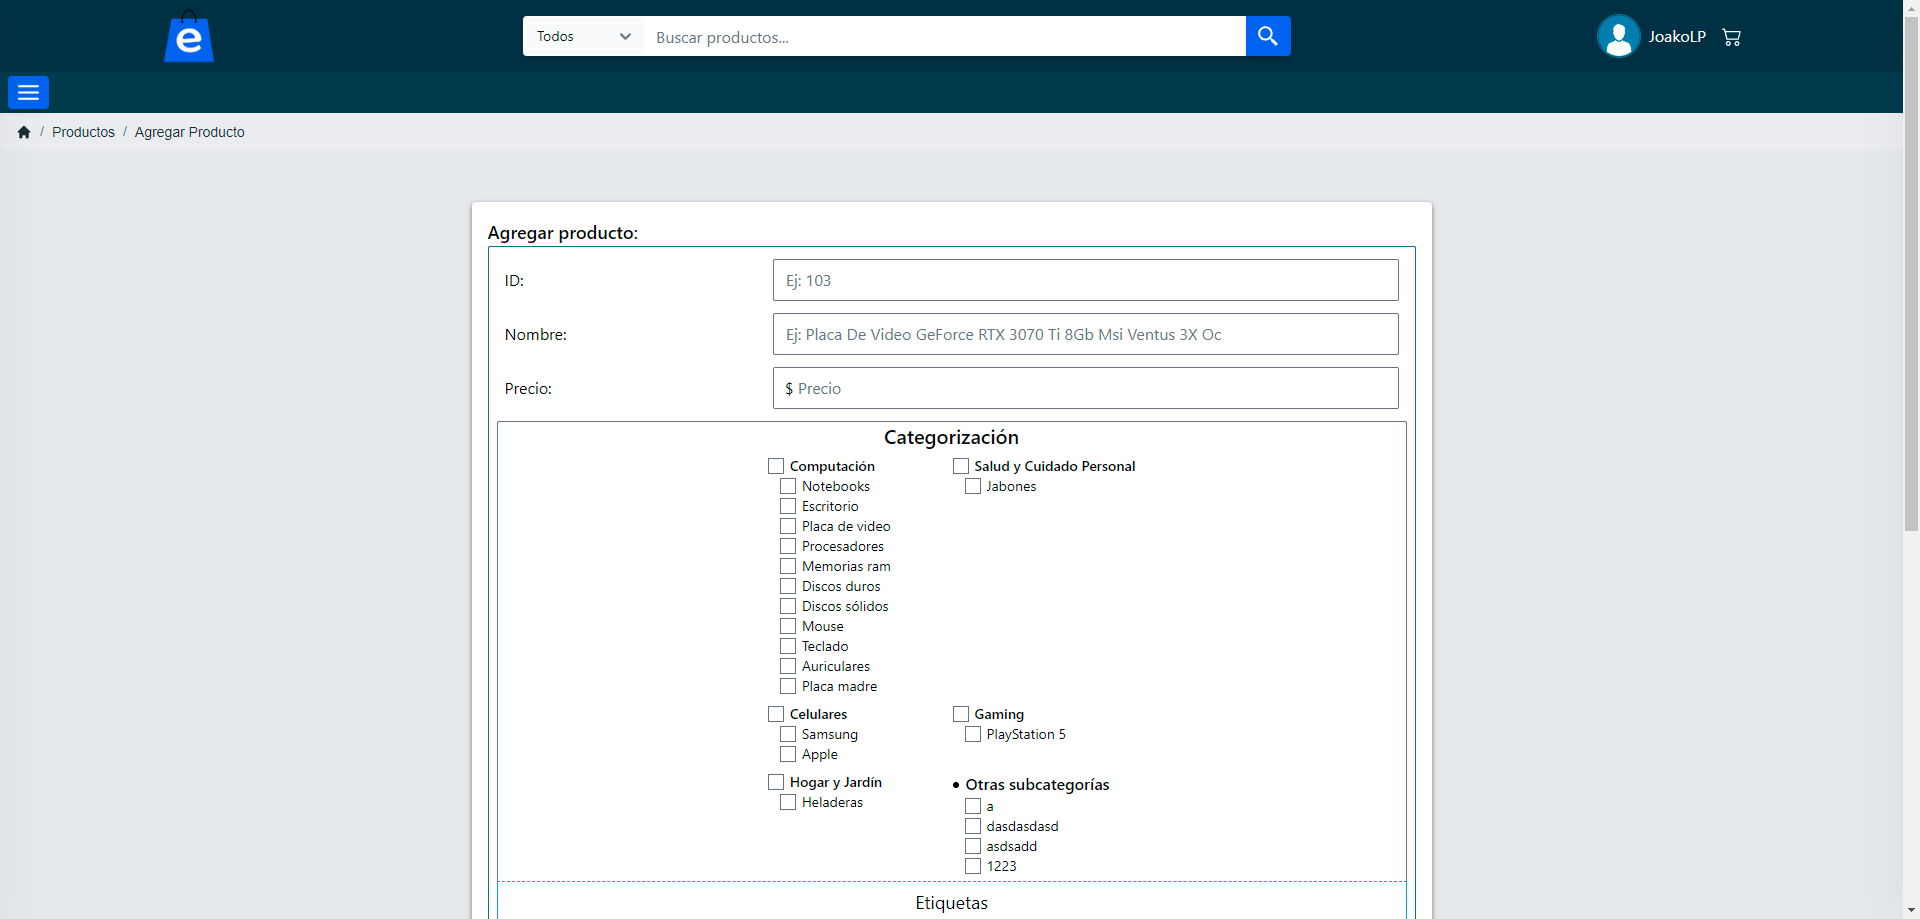 e
Todos
Buscar productos...
JoakoLP
/ Productos / Agregar Producto
Agregar producto:
ID:
Ej: 103
Nombre:
Ej: Placa De Video GeForce RTX 3070 Ti 8Gb Msi Ventus 3X Oc
Precio:
$ Precio
Categorización
Computación
Notebooks
Escritorio
Placa de video
Procesadores
Memorias ram
Discos duros
Discos sólidos
Mouse
Teclado
Auriculares
Placa madre
Salud y Cuidado Personal
Jabones
Celulares
Samsung
Apple
Gaming
PlayStation 5
Hogar y Jardín
Heladeras
• Otras subcategorías
a
dasdasdasd
asdsadd
1223
Etiquetas